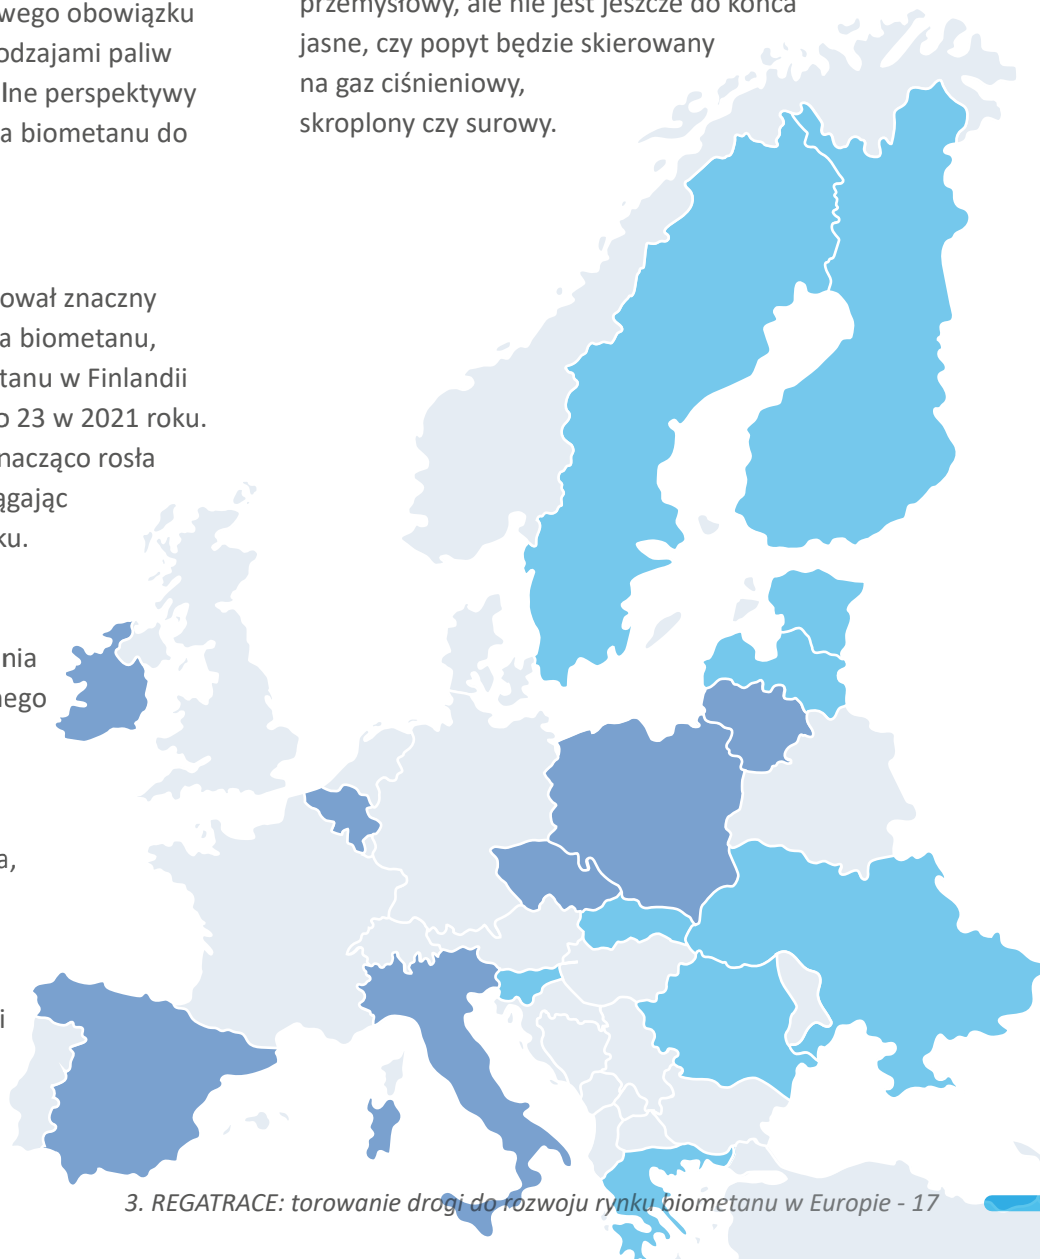 wego obowiązku
odzajami paliw
lne perspektywy
a biometanu do
ował znaczny
a biometanu,
tanu w Finlandii
o 23 w 2021 roku.
nacząco rosła
ągając
ku.
nia
nego
a,
i
przemysłowy, ale nie jest jeszcze do końca
jasne, czy popyt będzie skierowany
na gaz ciśnieniowy,
skroplony czy surowy.
3. REGATRACE: torowanie drogi do rozwoju rynku biometanu w Europie - 17